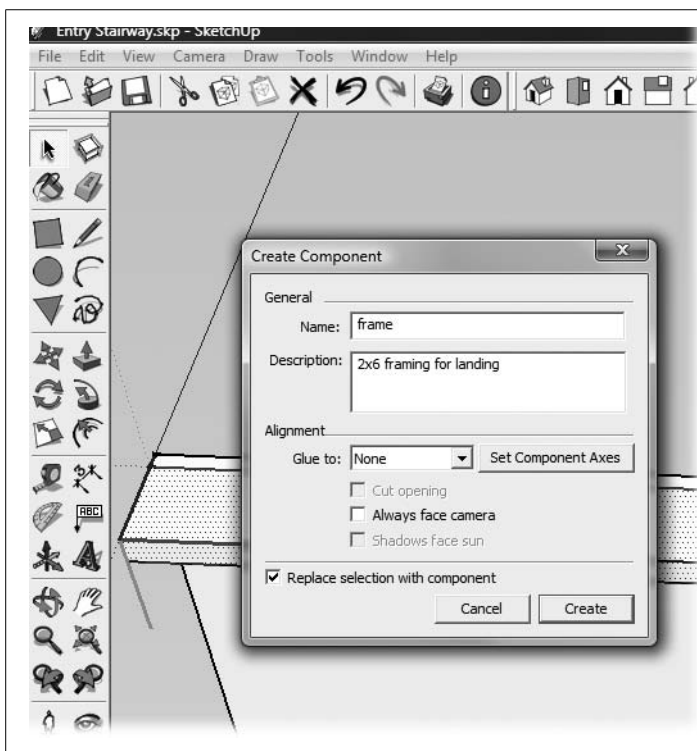 Entry Stairway.skp - SketchUp
File Edit View Camera Draw Tools Window Help
ABC
Create Component
General
Name: frame
Description: 2x6 framing for landing
Alignment
Glue to: None Set Component Axes
Cut opening
Always face camera
Shadows face sun
Replace selection with component
Cancel Create